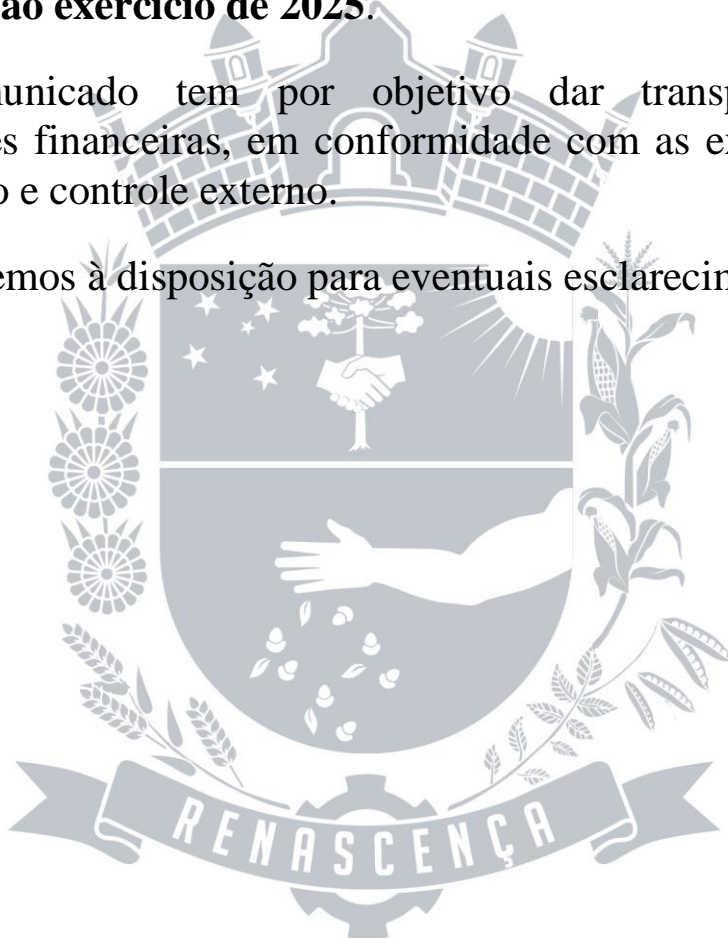 ao exercício de 2025.
unicado tem por objetivo dar transp
es financeiras, em conformidade com as ex
o e controle externo.
emos à disposição para eventuais esclarecin
RENASCENÇA